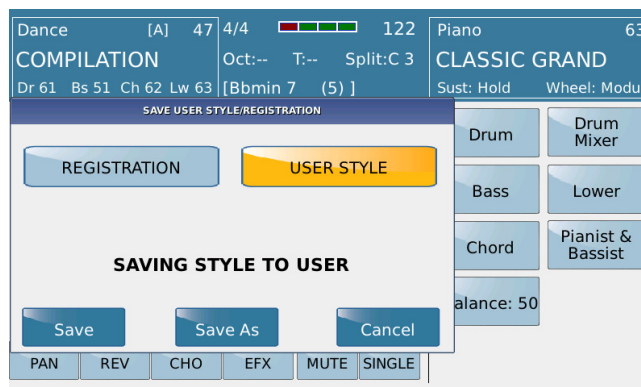 Dance [A] 47 4/4 122 Piano 63
COMPILATION Oct:-- T:-- Split:C 3 CLASSIC GRAND
Dr 61 Bs 51 Ch 62 Lw 63 [Bbmin 7 (5) ] Sust: Hold Wheel: Modu
SAVE USER STYLE/REGISTRATION
REGISTRATION USER STYLE
SAVING STYLE TO USER
Save Save As Cancel
Drum Drum
Mixer
Bass Lower
Chord Pianist &
Bassist
alance: 50
PAN REV CHO EFX MUTE SINGLE